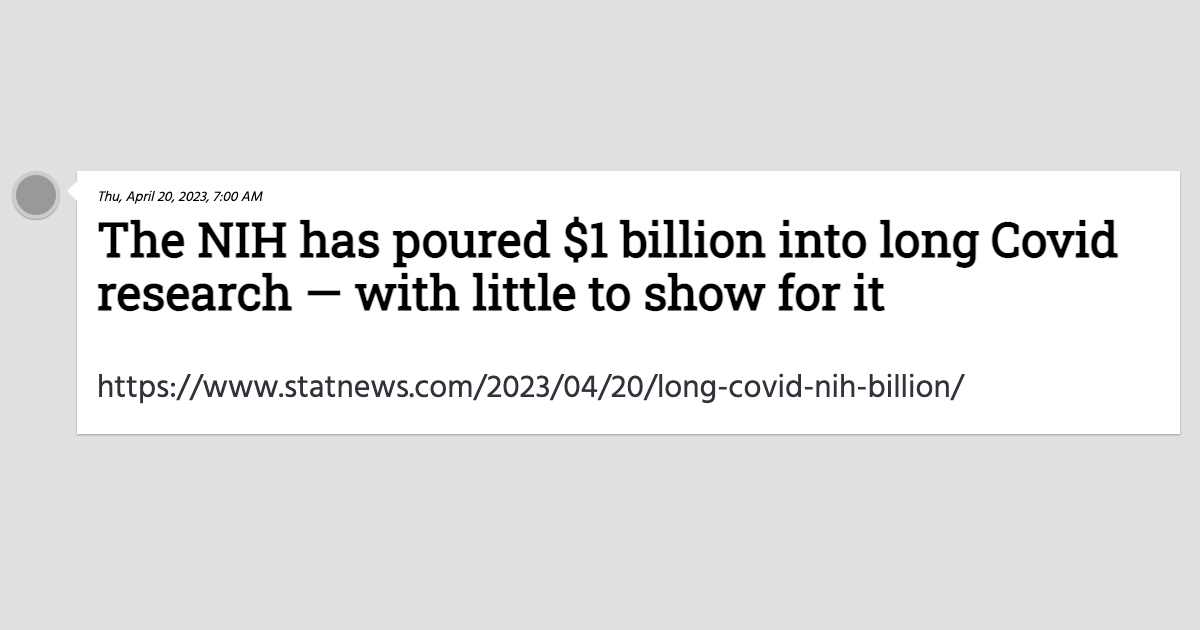 Thu, April 20, 2023, 7:00 AM
The NIH has poured $1 billion into long Covid
research — with little to show for it
https://www.statnews.com/2023/04/20/long-covid-nih-billion/